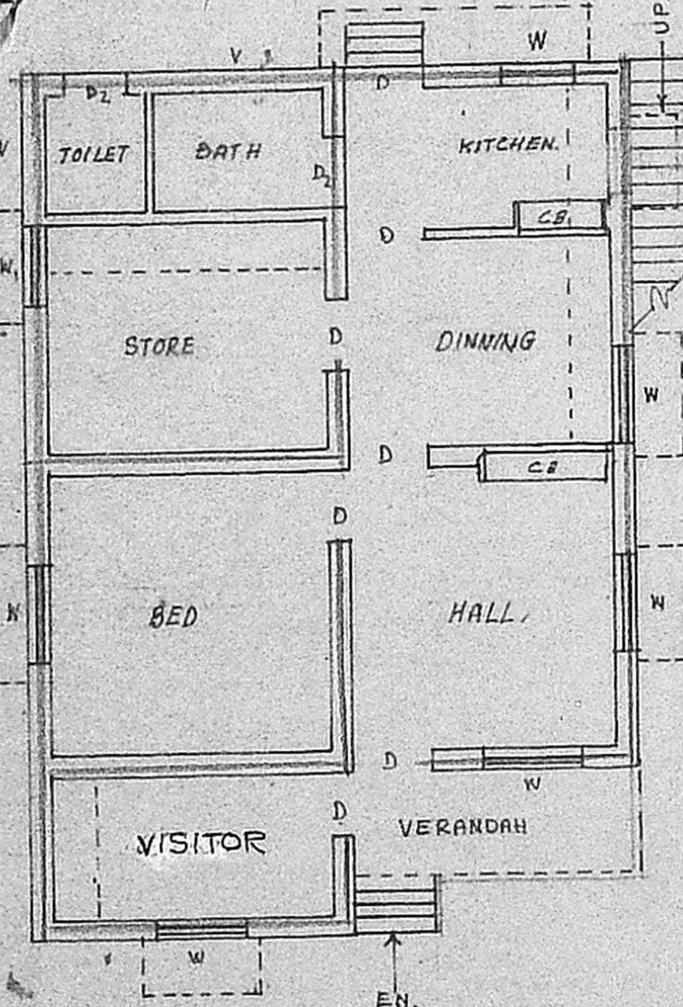 UP
W
V
D2
D
W
TOILET
BATH
KITCHEN.
D2
CB
D
W1
STORE
D
DINNING
W
D
CB
D
W
BED
HALL,
W
D
W
D
VISITOR
VERANDAH
W
EN.